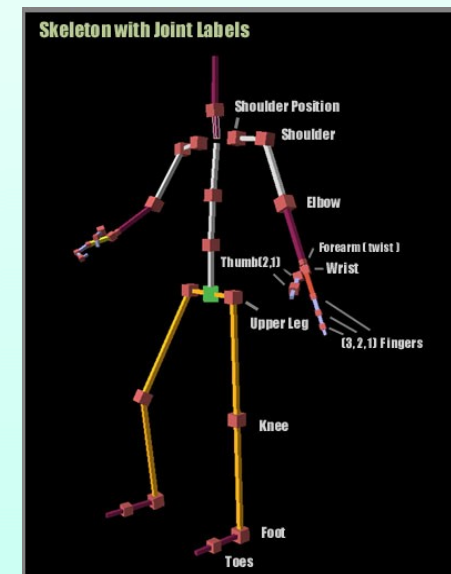 Skeleton with Joint Labels
Shoulder Position
Shoulder
Elbow
Forearm ( twist )
Thumb(2,1)
Wrist
Upper Leg
(3,2,1) Fingers
Knee
Foot
Toes